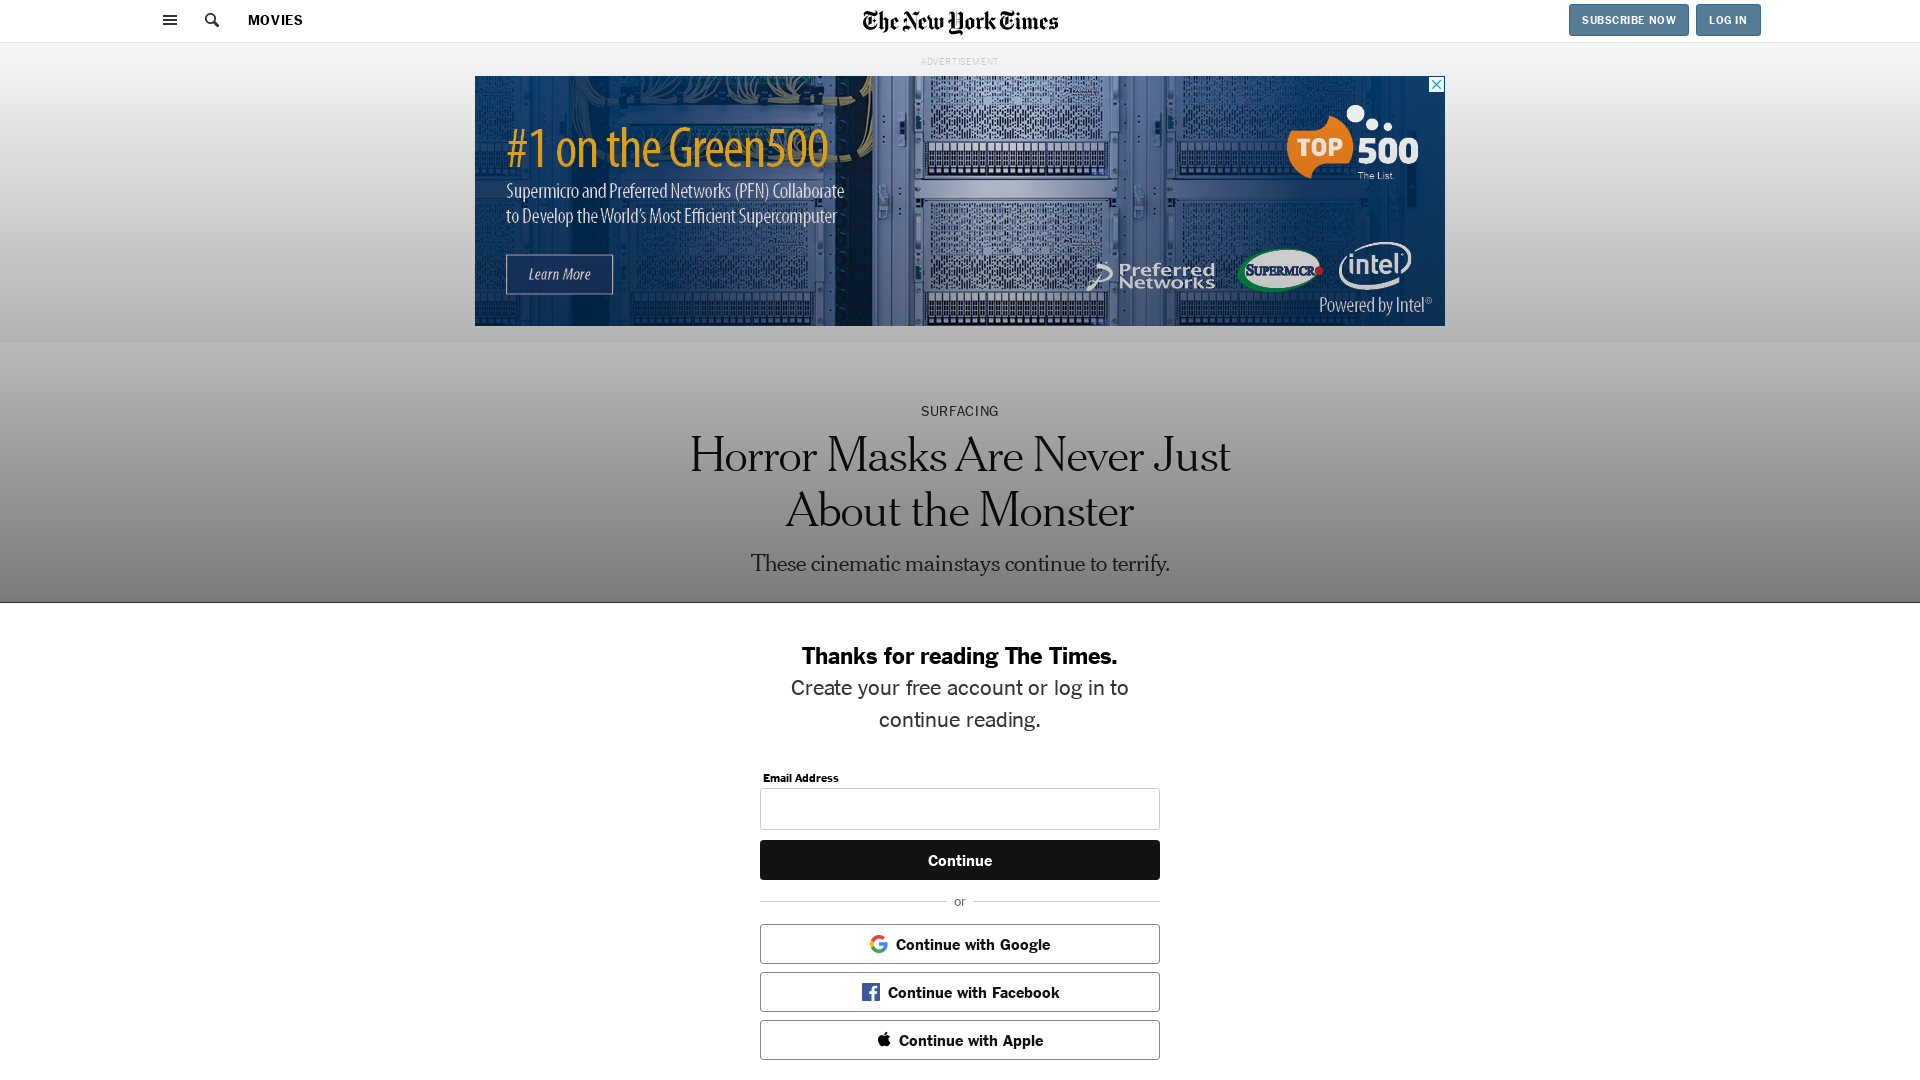 MOVIES
The New York Times
SUBSCRIBE NOW
LOG IN
ADVERTISEMENT
#1 on the Green500
Supermicro and Preferred Networks (PFN) Collaborate
to Develop the World's Most Efficient Supercomputer
Learn More
TOP 500
The List.
Preferred
Networks
SUPERMICR
intel
Powered by Intel®
SURFACING
Horror Masks Are Never Just
About the Monster
These cinematic mainstays continue to terrify.
Thanks for reading The Times.
Create your free account or log in to
continue reading.
Email Address
Continue
or
Continue with Google
Continue with Facebook
Continue with Apple